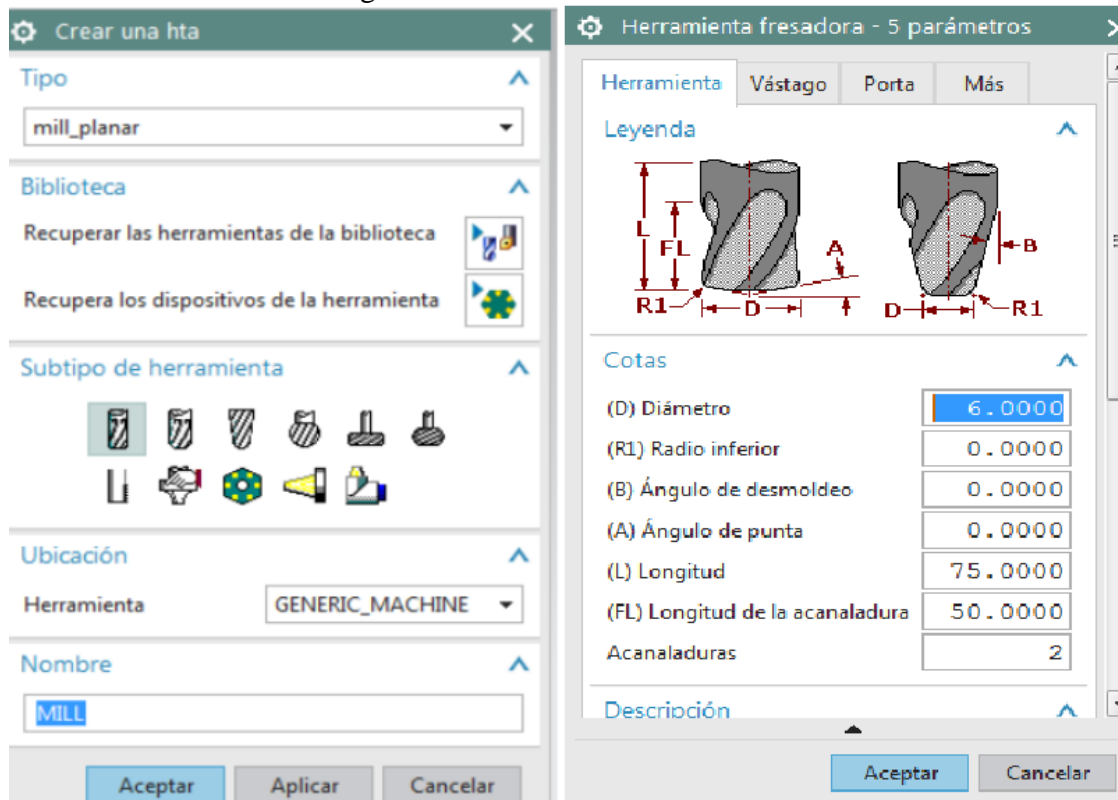 Crear una hta
Tipo
mill_planar
Biblioteca
Recuperar las herramientas de la biblioteca
Recupera los dispositivos de la herramienta
Subtipo de herramienta
Ubicación
Herramienta GENERIC_MACHINE
Nombre
MILL
Aceptar Aplicar Cancelar
Herramienta fresadora - 5 parámetros
Herramienta Vástago Porta Más
Leyenda
L FL A B
R1 D D R1
Cotas
(D) Diámetro 6.0000
(R1) Radio inferior 0.0000
(B) Ángulo de desmoldeo 0.0000
(A) Ángulo de punta 0.0000
(L) Longitud 75.0000
(FL) Longitud de la acanaladura 50.0000
Acanaladuras 2
Descripción
Aceptar Cancelar